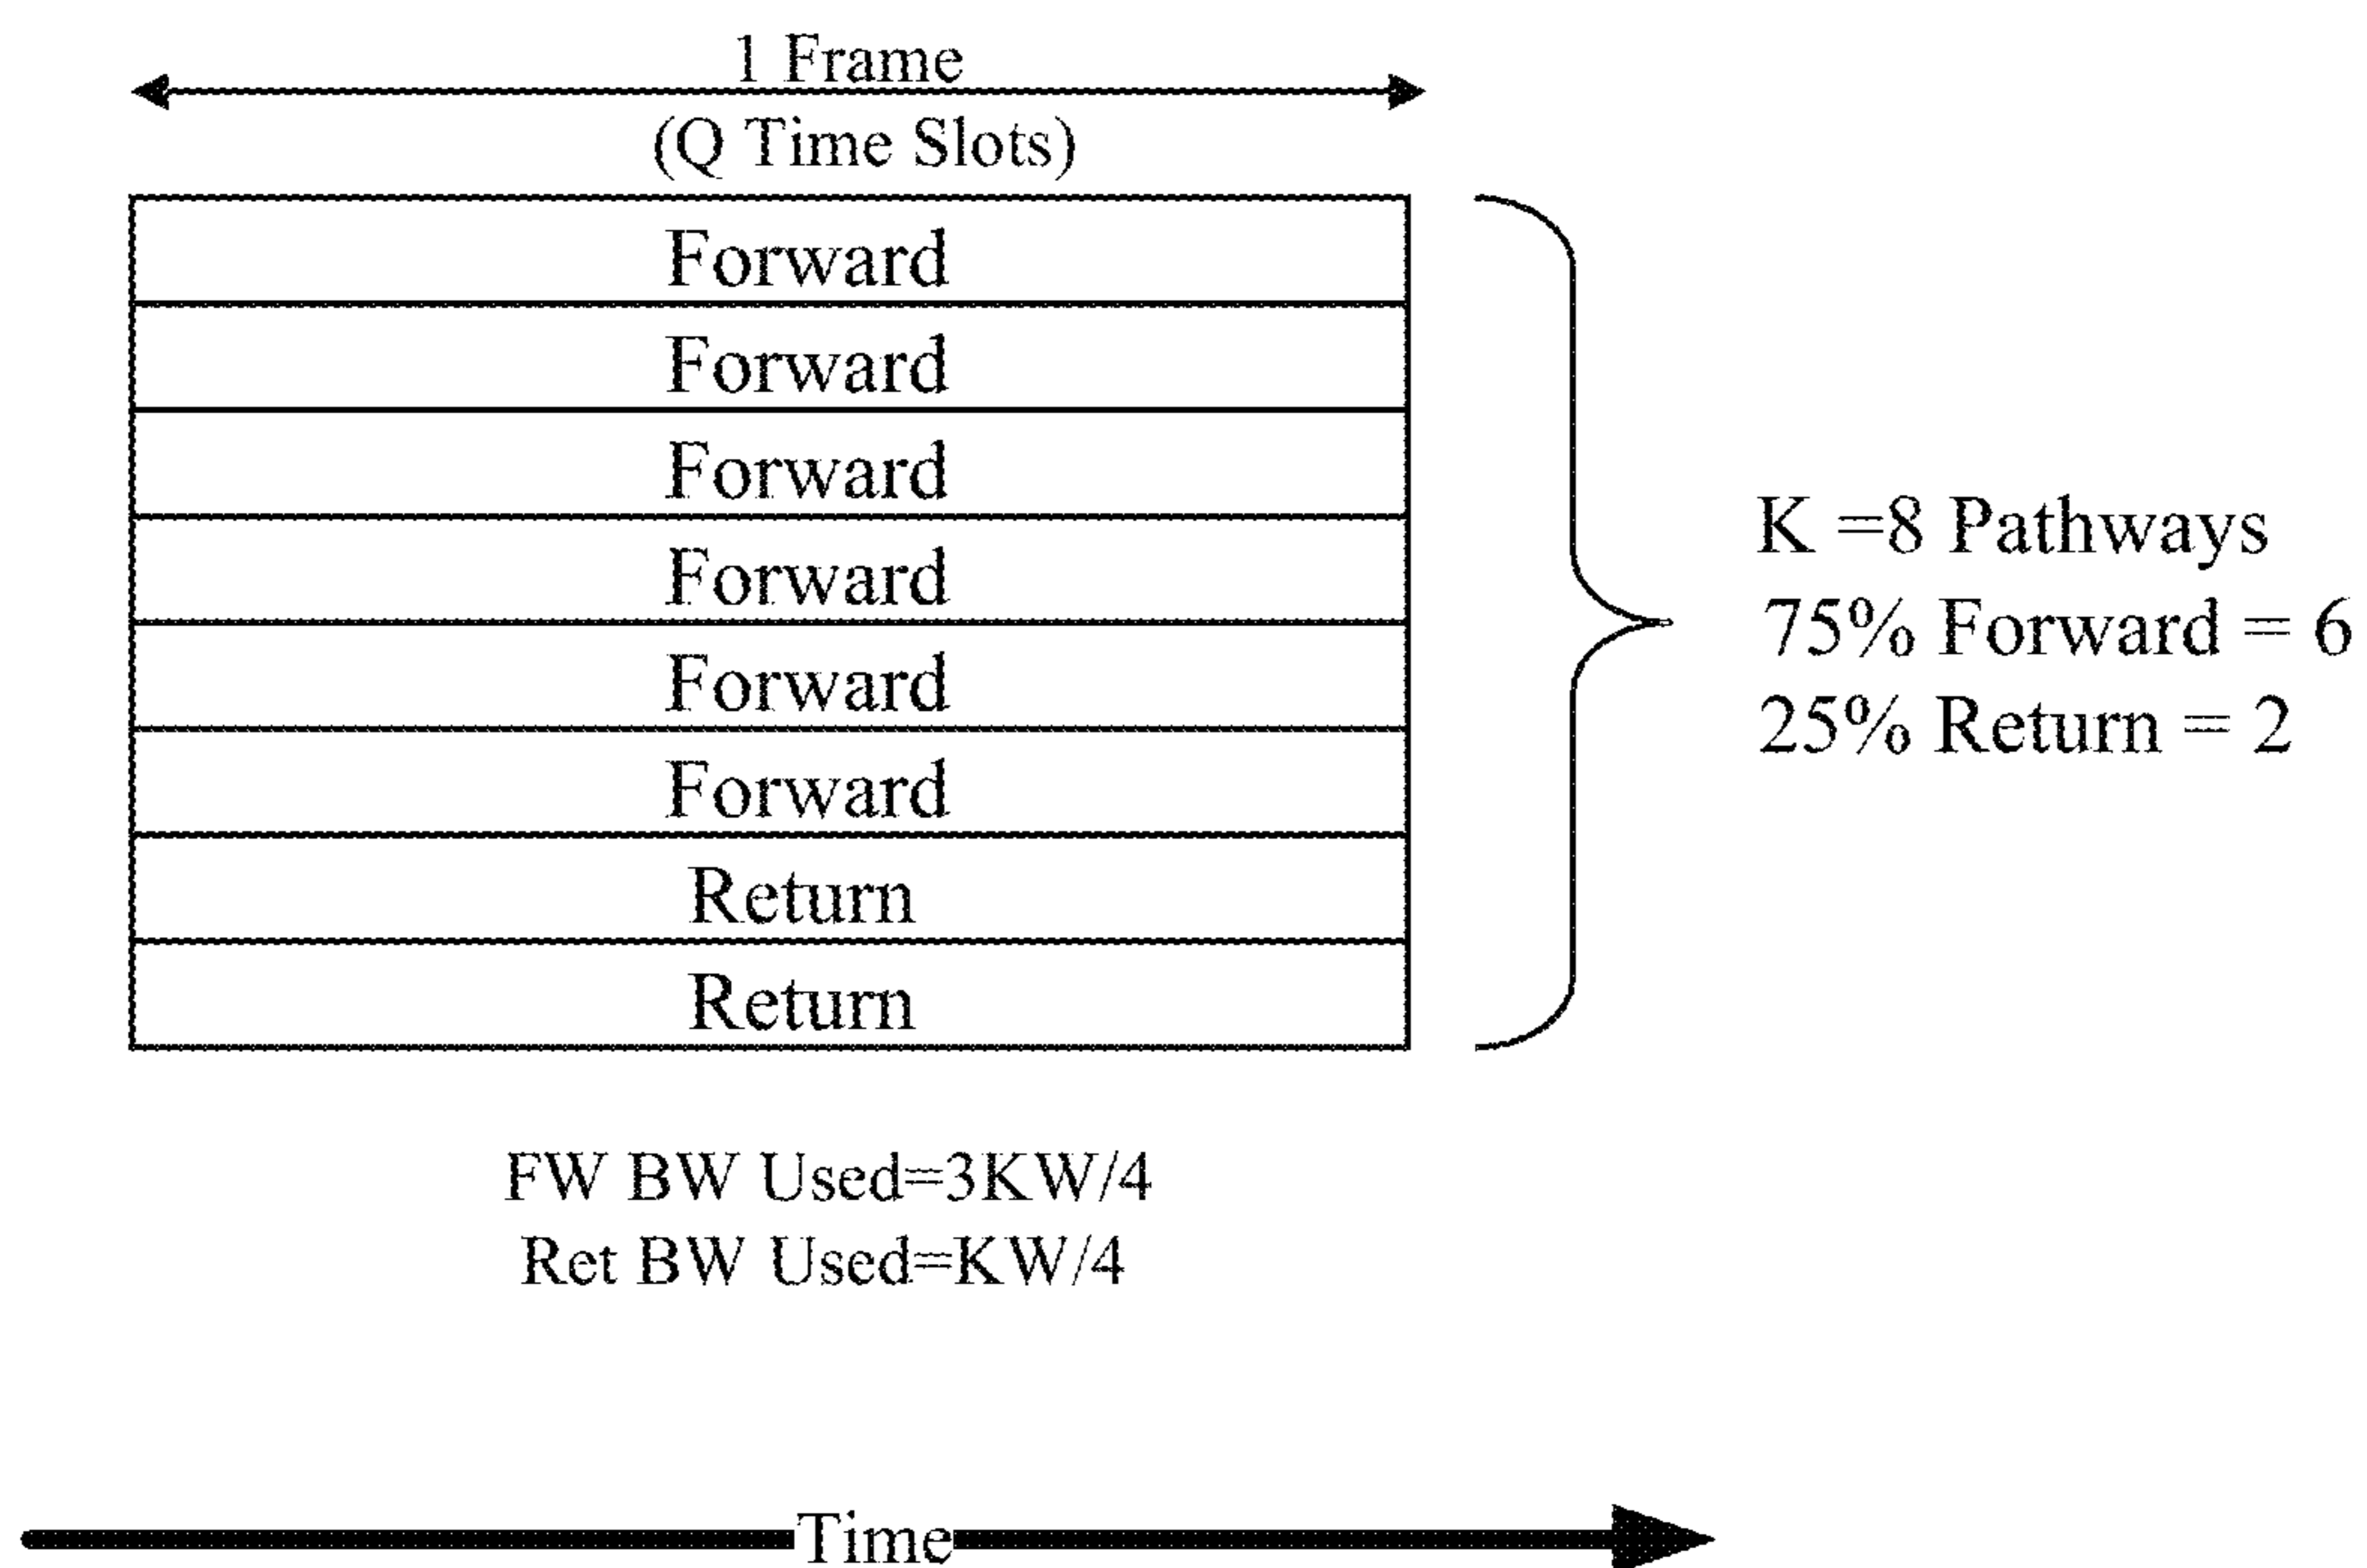 1 Frame
(Q Time Slots)
Forward
Forward
Forward
Forward
Forward
Forward
Return
Return
K =8 Pathways
75% Forward = 6
25% Return = 2
FW BW Used=3KW/4
Ret BW Used=KW/4
Time